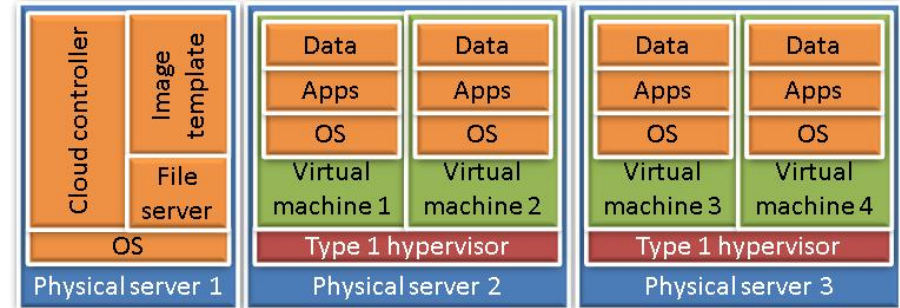 Cloud controller
Image
template
File
server
OS
Physical server 1
Data
Apps
OS
Virtual
machine 1
Data
Apps
OS
Virtual
machine 2
Type 1 hypervisor
Physical server 2
Data
Apps
OS
Virtual
machine 3
Data
Apps
OS
Virtual
machine 4
Type 1 hypervisor
Physical server 3